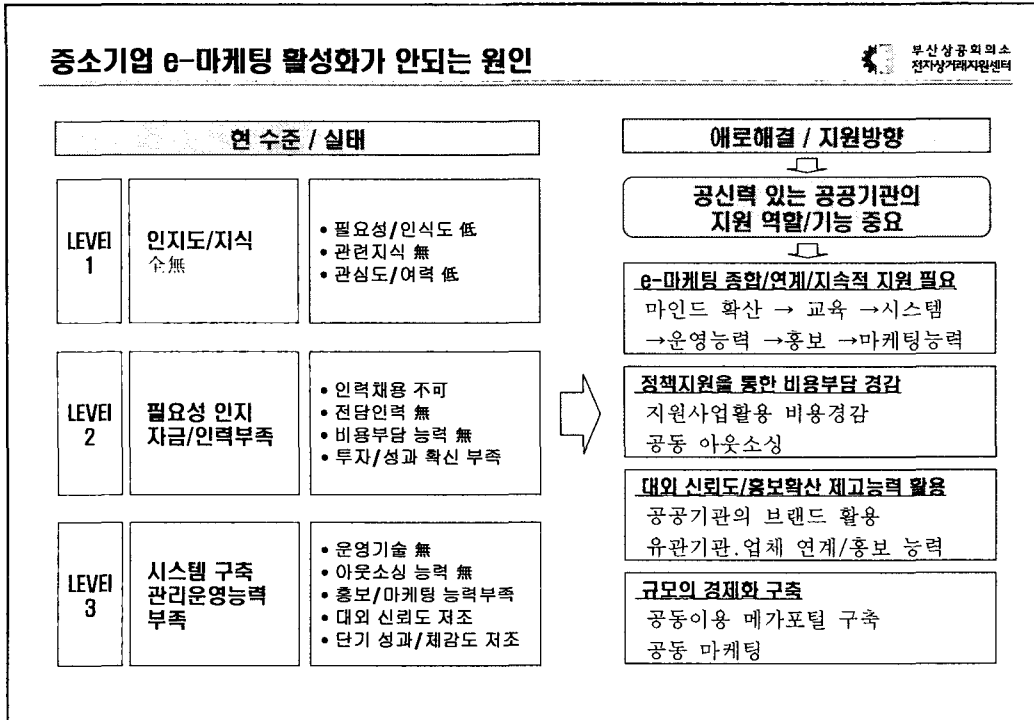 중소기업 e-마케팅 활성화가 안되는 원인
부산상공회의소
전자상거래지원센터
현 수준 / 실태
LEVEl
1
인지도/지식
全無
• 필요성/인식도 低
• 관련지식 無
• 관심도/여력 低
LEVEl
2
필요성 인지
자금/인력부족
• 인력채용 不可
• 전담인력 無
• 비용부담 능력 無
• 투자/성과 확신 부족
LEVEl
3
시스템 구축
관리운영능력
부족
• 운영기술 無
• 아웃소싱 능력 無
• 홍보/마케팅 능력부족
• 대외 신뢰도 저조
• 단기 성과/체감도 저조
애로해결 / 지원방향
공신력 있는 공공기관의
지원 역할/기능 중요
e-마케팅 종합/연계/지속적 지원 필요
마인드 확산 → 교육 →시스템
→운영능력 →홍보 →마케팅능력
정책지원을 통한 비용부담 경감
지원사업활용 비용경감
공동 아웃소싱
대외 신뢰도/홍보확산 제고능력 활용
공공기관의 브랜드 활용
유관기관.업체 연계/홍보 능력
규모의 경제화 구축
공동이용 메가포털 구축
공동 마케팅